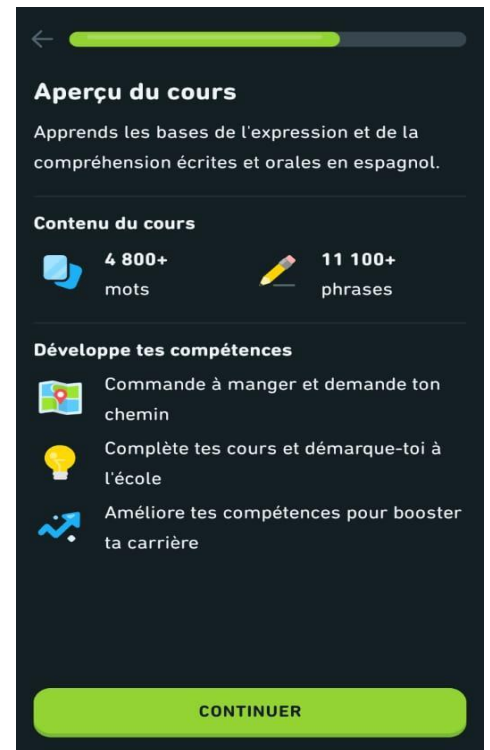 Aperçu du cours
Apprends les bases de l'expression et de la
compréhension écrites et orales en espagnol.
Contenu du cours
4 800+
mots
11 100+
phrases
Développe tes compétences
Commande à manger et demande ton
chemin
Complète tes cours et démarque-toi à
l'école
Améliore tes compétences pour booster
ta carrière
CONTINUER